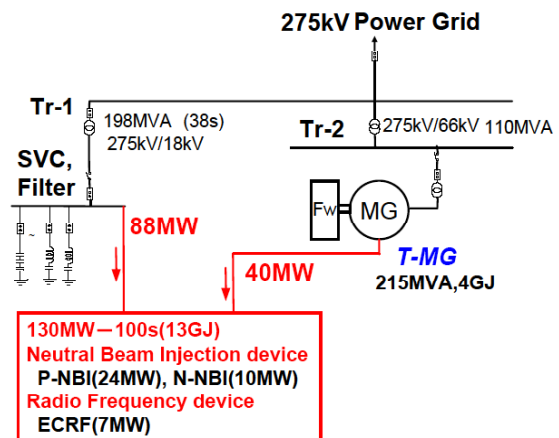 275kV Power Grid
Tr-1
198MVA (38s)
275kV/18kV
Tr-2
275kV/66kV 110MVA
SVC,
Filter
~
88MW
Fw
MG
T-MG
215MVA,4GJ
40MW
130MW－100s(13GJ)
Neutral Beam Injection device
P-NBI(24MW), N-NBI(10MW)
Radio Frequency device
ECRF(7MW)